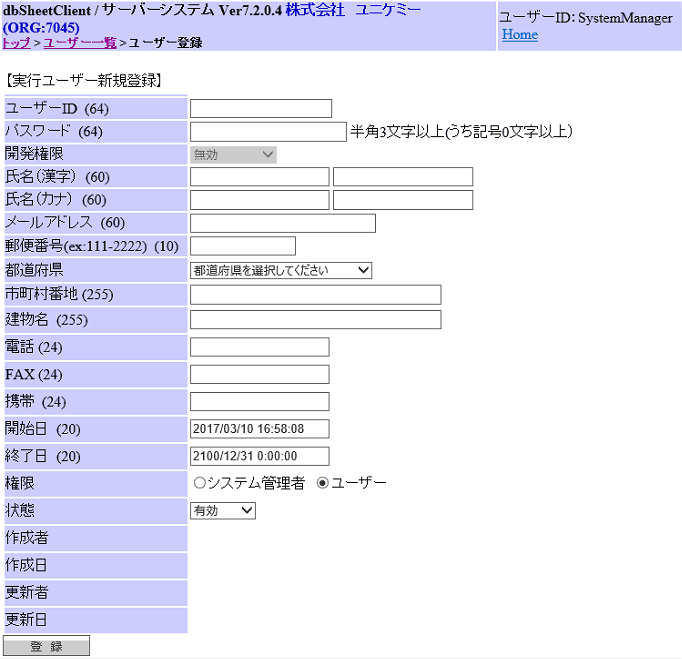 dbSheetClient / サーバーシステム Ver7.2.0.4 株式会社　ユニケミー
(ORG:7045)
トップ > ユーザー一覧 > ユーザー登録
ユーザーID: SystemManager
Home
【実行ユーザー新規登録】
ユーザーID (64)
パスワード (64) 半角3文字以上(うち記号0文字以上)
開発権限 無効
氏名(漢字) (60)
氏名(カナ) (60)
メールアドレス (60)
郵便番号(ex:111-2222) (10)
都道府県 都道府県を選択してください
市町村番地 (255)
建物名 (255)
電話 (24)
FAX (24)
携帯 (24)
開始日 (20) 2017/03/10 16:58:08
終了日 (20) 2100/12/31 0:00:00
権限 システム管理者 ユーザー
状態 有効
作成者
作成日
更新者
更新日
登 録